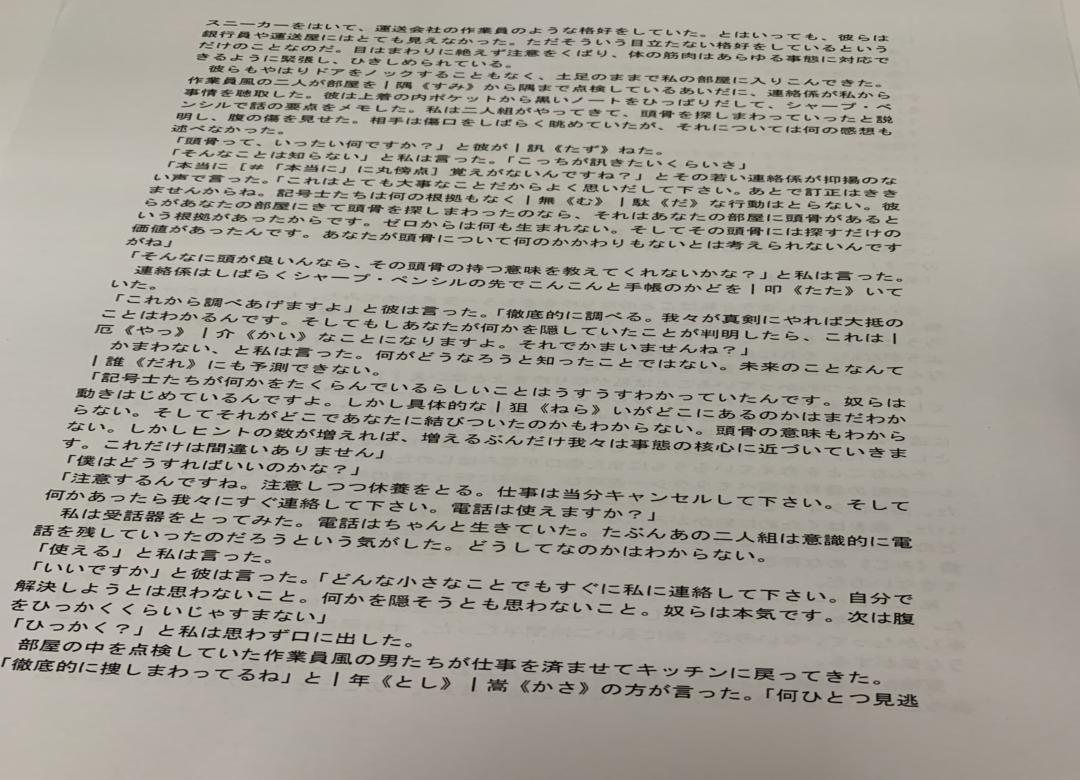 スニーカーをはいて、運送会社の作業員のような格好をしていた。とはいっても、彼らは
銀行員や運送屋にはとても見えなかった。ただそういう目立たない格好をしているという
だけのことなのだ。目はまわりに絶えず注意をくばり、体の筋肉はあらゆる事態に対応で
きるように緊張し、ひきしめられている。
彼らもやはりドアをノックすることもなく、土足のままで私の部屋に入りこんできた。
作業員風の二人が部屋を|隅《すみ》から隅まで点検しているあいだに、連絡係が私から
事情を聴取した。彼は上着の内ポケットから黒いノートをひっぱりだして、シャープ・ペ
ンシルで話の要点をメモした。私は二人組がやってきて、頭骨を探しまわっていったと説
明し、腹の傷を見せた。相手は傷口をしばらく眺めていたが、それについては何の感想も
述べなかった。
「頭骨って、いったい何ですか?」と彼が|訊《たず》ねた。
「そんなことは知らない」と私は言った。「こっちが訊きたいくらいさ」
「本当に[#「本当に」に丸傍点]覚えがないんですね?」とその若い連絡係が抑揚のな
い声で言った。「これはとても大事なことだからよく思いだして下さい。あとで訂正はきき
ませんからね。記号士たちは何の根拠もなく|無《む》|駄《だ》な行動はとらない。彼
らがあなたの部屋にきて頭骨を探しまわったのなら、それはあなたの部屋に頭骨があると
いう根拠があったからです。ゼロからは何も生まれない。そしてその頭骨には探すだけの
価値があったんです。あなたが頭骨について何のかかわりもないとは考えられないんです
がね」
「そんなに頭が良いんなら、その頭骨の持つ意味を教えてくれないかな?」と私は言った。
連絡係はしばらくシャープ・ペンシルの先でこんこんと手帳のかどを|叩《たた》いて
いた。
「これから調べあげますよ」と彼は言った。「徹底的に調べる。我々が真剣にやれば大抵の
ことはわかるんです。そしてもしあなたが何かを隠していたことが判明したら、これは|
厄《やっ》|介《かい》なことになりますよ。それでかまいませんね?」
かまわない、と私は言った。何がどうなろうと知ったことではない。未来のことなんて
|誰《だれ》にも予測できない。
「記号士たちが何かをたくらんでいるらしいことはうすうすわかっていたんです。奴らは
動きはじめているんですよ。しかし具体的な|狙《ねら》いがどこにあるのかはまだわか
らない。そしてそれがどこであなたに結びついたのかもわからない。頭骨の意味もわから
ない。しかしヒントの数が増えれば、増えるぶんだけ我々は事態の核心に近づいていきま
す。これだけは間違いありません」
「僕はどうすればいいのかな?」
「注意するんですね。注意しつつ休養をとる。仕事は当分キャンセルして下さい。そして
何かあったら我々にすぐ連絡して下さい。電話は使えますか?」
私は受話器をとってみた。電話はちゃんと生きていた。たぶんあの二人組は意識的に電
話を残していったのだろうという気がした。どうしてなのかはわからない。
「使える」と私は言った。
「いいですか」と彼は言った。「どんな小さなことでもすぐに私に連絡して下さい。自分で
解決しようとは思わないこと。何かを隠そうとも思わないこと。奴らは本気です。次は腹
をひっかくくらいじゃすまない」
「ひっかく?」と私は思わず口に出した。
部屋の中を点検していた作業員風の男たちが仕事を済ませてキッチンに戻ってきた。
「徹底的に捜しまわってるね」と|年《とし》|嵩《かさ》の方が言った。「何ひとつ見逃